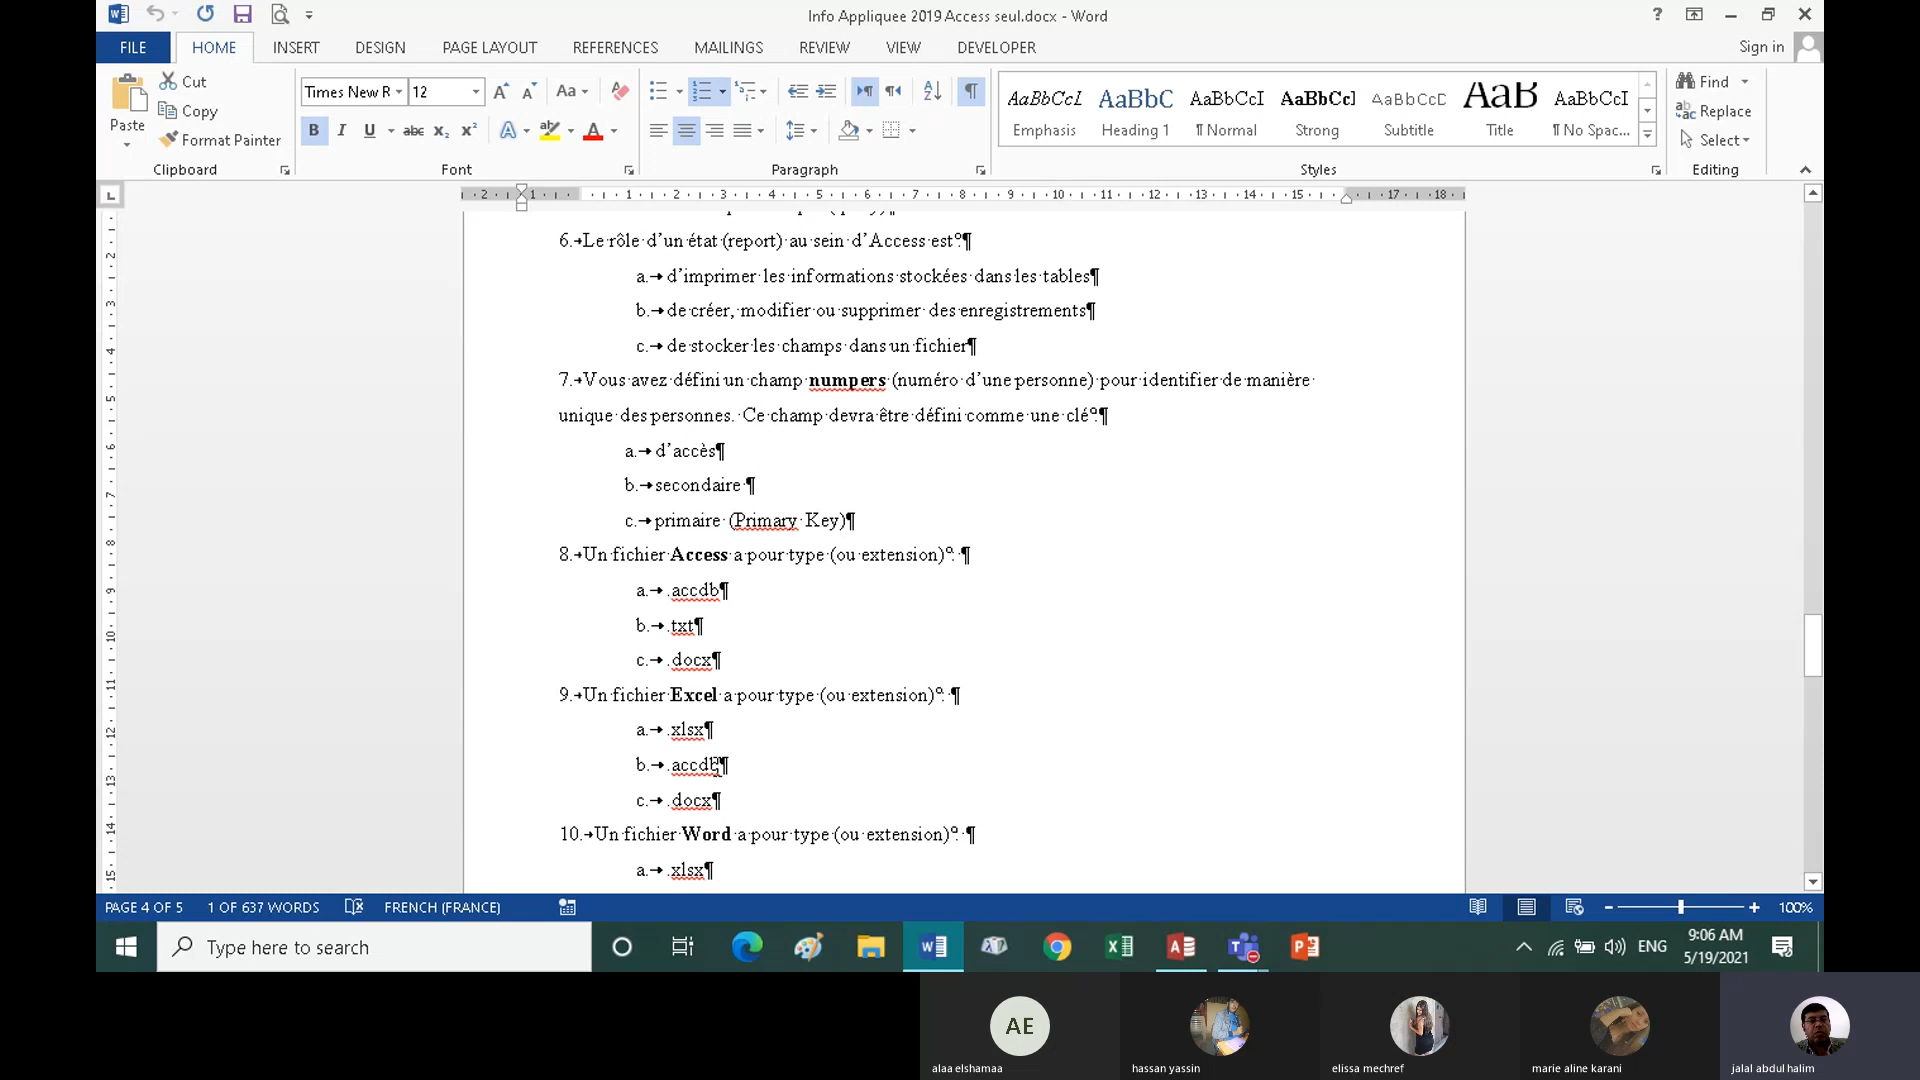 Info Appliquee 2019 Access seul.docx - Word
FILE HOME INSERT DESIGN PAGE LAYOUT REFERENCES MAILINGS REVIEW VIEW DEVELOPER Sign in
Cut
Copy
Format Painter
Paste
Clipboard
Times New R 12
Font
Paragraph
AaBbCcI AaBbC AaBbCcI AaBbCcI AaBbCcD AaB AaBbCcI
Emphasis Heading 1 ¶ Normal Strong Subtitle Title ¶ No Spac...
Styles
Find
Replace
Select
Editing
6. Le rôle d’un état (report) au sein d’Access est : ¶
a. d’imprimer les informations stockées dans les tables¶
b. de créer, modifier ou supprimer des enregistrements¶
c. de stocker les champs dans un fichier¶
7. Vous avez défini un champ numpers (numéro d’une personne) pour identifier de manière
unique des personnes. Ce champ devra être défini comme une clé : ¶
a. d’accès¶
b. secondaire ¶
c. primaire (Primary Key)¶
8. Un fichier Access a pour type (ou extension) : ¶
a. .accdb¶
b. .txt¶
c. .docx¶
9. Un fichier Excel a pour type (ou extension) : ¶
a. .xlsx¶
b. .accdb¶
c. .docx¶
10. Un fichier Word a pour type (ou extension) : ¶
a. .xlsx¶
PAGE 4 OF 5 1 OF 637 WORDS FRENCH (FRANCE) 100%
Type here to search
ENG
9:06 AM
5/19/2021
AE
alaa elshamaa hassan yassin elissa mechref marie aline karani jalal abdul halim